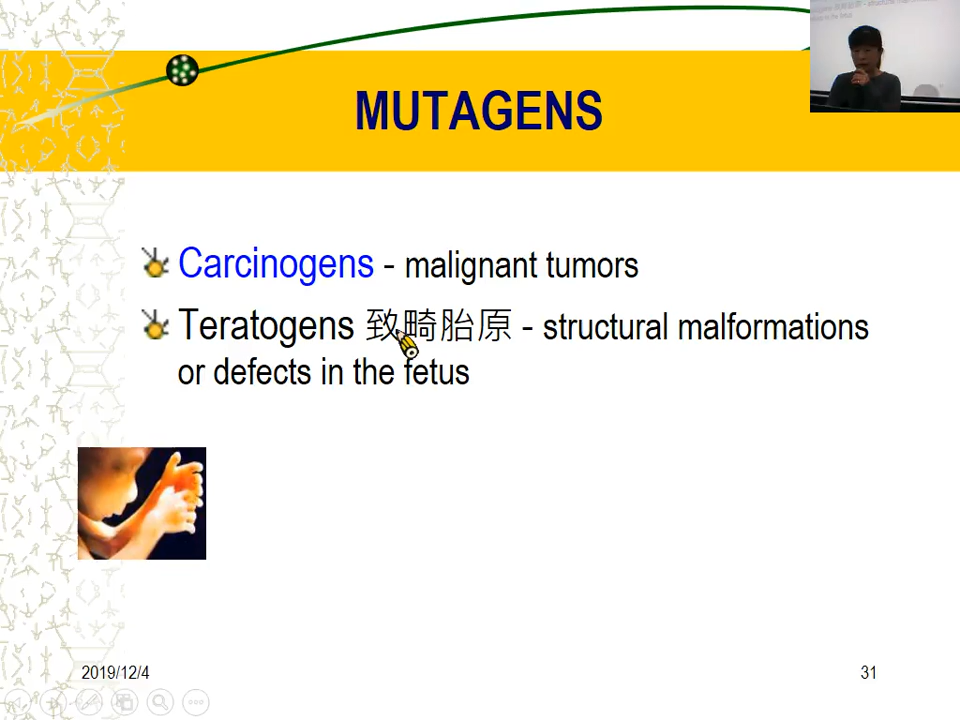 MUTAGENS
Carcinogens - malignant tumors
Teratogens 致畸胎原 - structural malformations
or defects in the fetus
2019/12/4
31